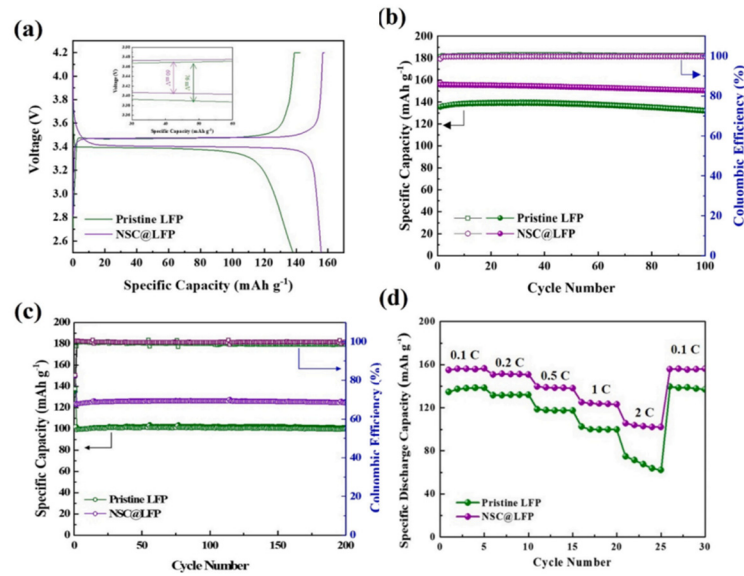 (a)
4.2
4.0
3.8
3.6
3.4
3.2
3.0
2.8
2.6
Voltage (V)
Voltage (V)
Specific Capacity (mAh g⁻¹)
Pristine LFP
NSC@LFP
0 20 40 60 80 100 120 140 160
Specific Capacity (mAh g⁻¹)
(b)
200
180
160
140
120
100
80
60
40
20
0
Specific Capacity (mAh g⁻¹)
100
80
60
40
20
0
Coluombic Efficiency (%)
Pristine LFP
NSC@LFP
0 20 40 60 80 100
Cycle Number
(c)
200
180
160
140
120
100
80
60
40
20
0
Specific Capacity (mAh g⁻¹)
100
80
60
40
20
0
Coluombic Efficiency (%)
Pristine LFP
NSC@LFP
0 50 100 150 200
Cycle Number
(d)
200
160
120
80
40
0
Specific Discharge Capacity (mAh g⁻¹)
0.1 C
0.2 C
0.5 C
1 C
2 C
0.1 C
Pristine LFP
NSC@LFP
0 5 10 15 20 25 30
Cycle Number